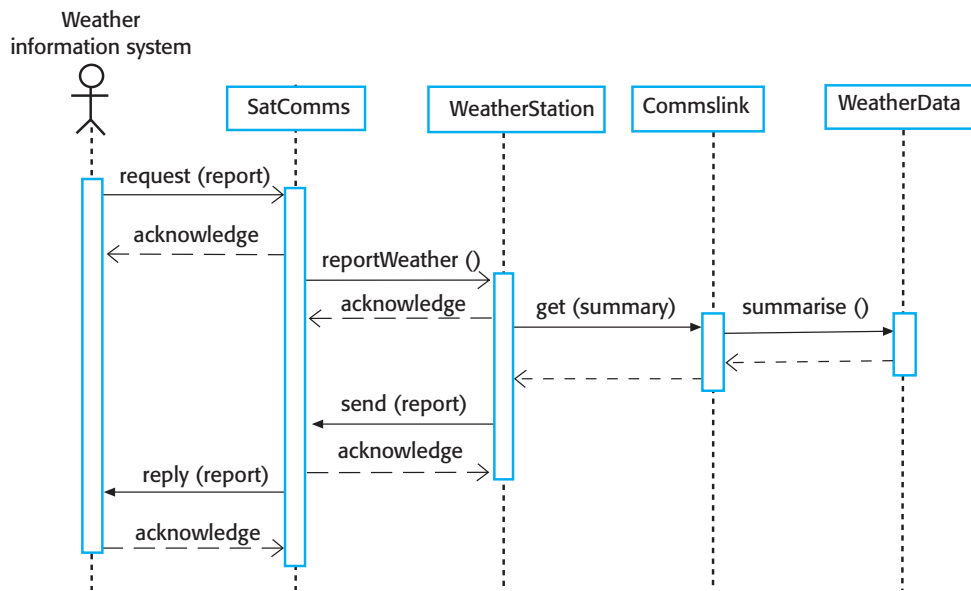 Weather
information system
SatComms
WeatherStation
Commslink
WeatherData
request (report)
acknowledge
reportWeather ()
acknowledge
get (summary)
summarise ()
send (report)
acknowledge
reply (report)
acknowledge